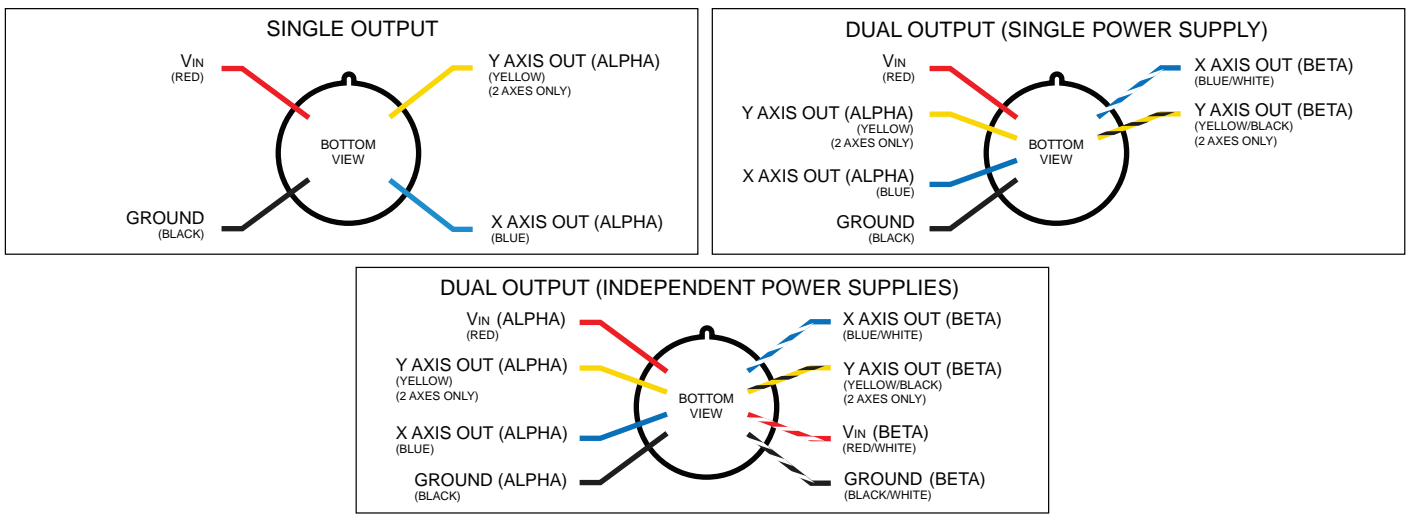 SINGLE OUTPUT
VIN
(RED)
Y AXIS OUT (ALPHA)
(YELLOW)
(2 AXES ONLY)
BOTTOM
VIEW
GROUND
(BLACK)
X AXIS OUT (ALPHA)
(BLUE)
DUAL OUTPUT (SINGLE POWER SUPPLY)
VIN
(RED)
Y AXIS OUT (ALPHA)
(YELLOW)
(2 AXES ONLY)
X AXIS OUT (ALPHA)
(BLUE)
GROUND
(BLACK)
BOTTOM
VIEW
X AXIS OUT (BETA)
(BLUE/WHITE)
Y AXIS OUT (BETA)
(YELLOW/BLACK)
(2 AXES ONLY)
DUAL OUTPUT (INDEPENDENT POWER SUPPLIES)
VIN (ALPHA)
(RED)
Y AXIS OUT (ALPHA)
(YELLOW)
(2 AXES ONLY)
X AXIS OUT (ALPHA)
(BLUE)
GROUND (ALPHA)
(BLACK)
BOTTOM
VIEW
X AXIS OUT (BETA)
(BLUE/WHITE)
Y AXIS OUT (BETA)
(YELLOW/BLACK)
(2 AXES ONLY)
VIN (BETA)
(RED/WHITE)
GROUND (BETA)
(BLACK/WHITE)